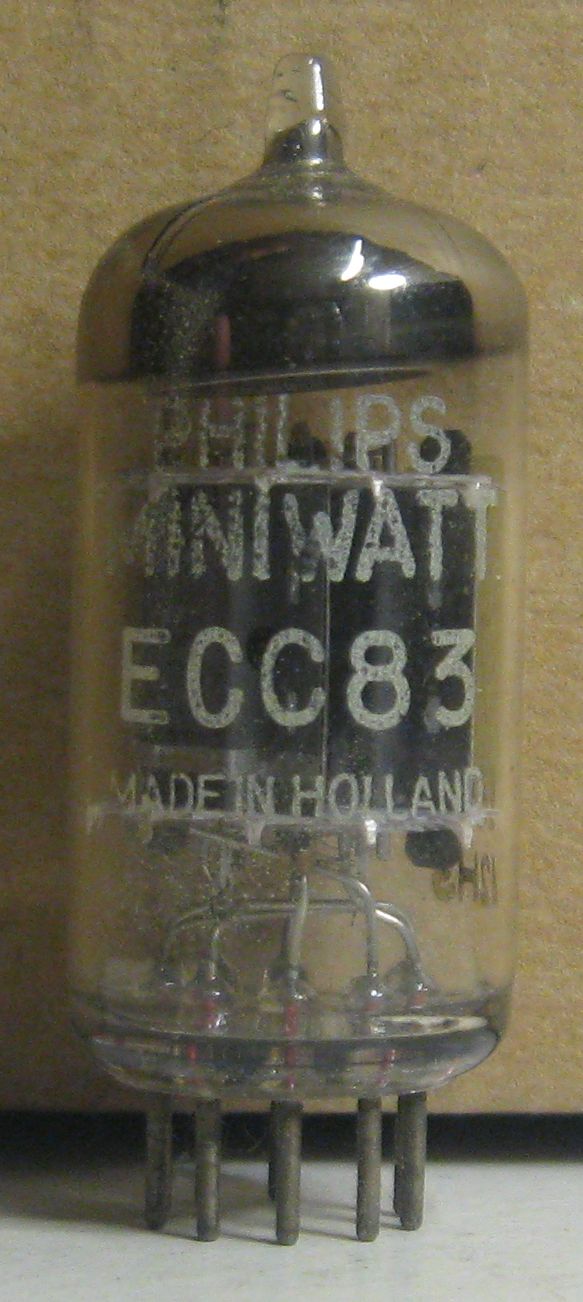 PHILIPS
MINIWATT
ECC83
MADE IN HOLLAND